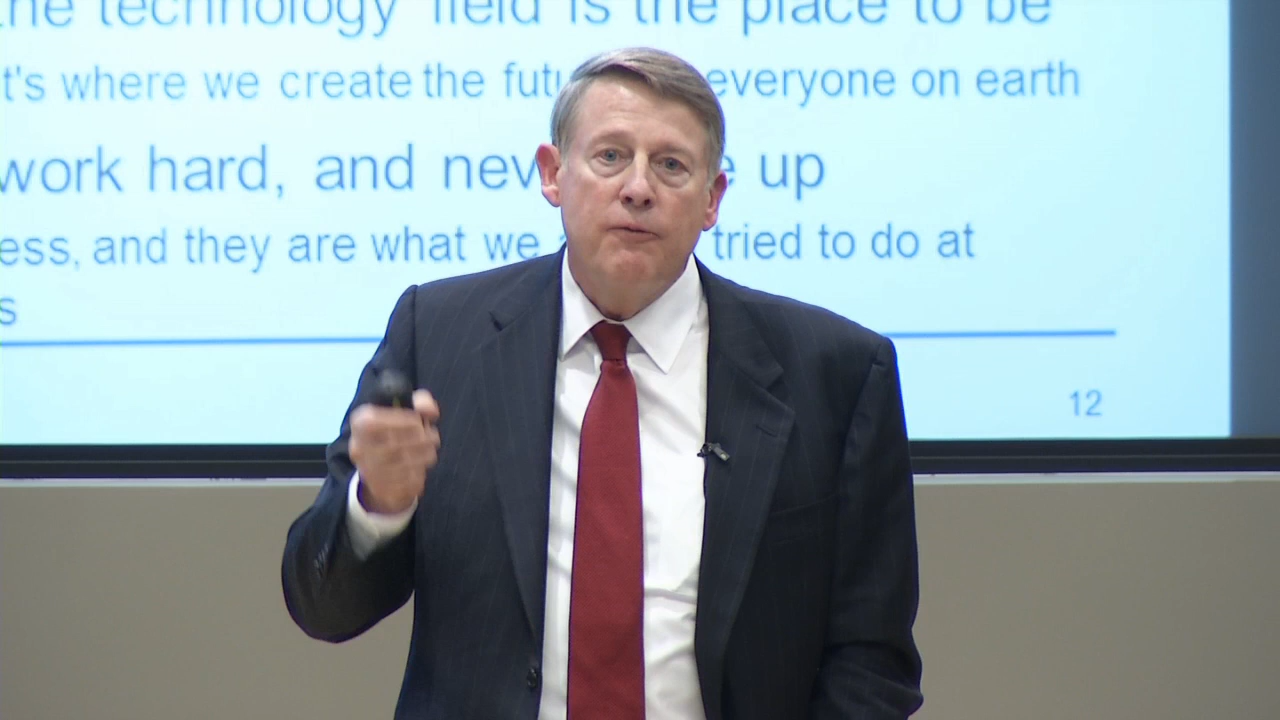 the technology field is the place to be
t's where we create the futu everyone on earth
work hard, and nev e up
ess, and they are what we tried to do at
s
12